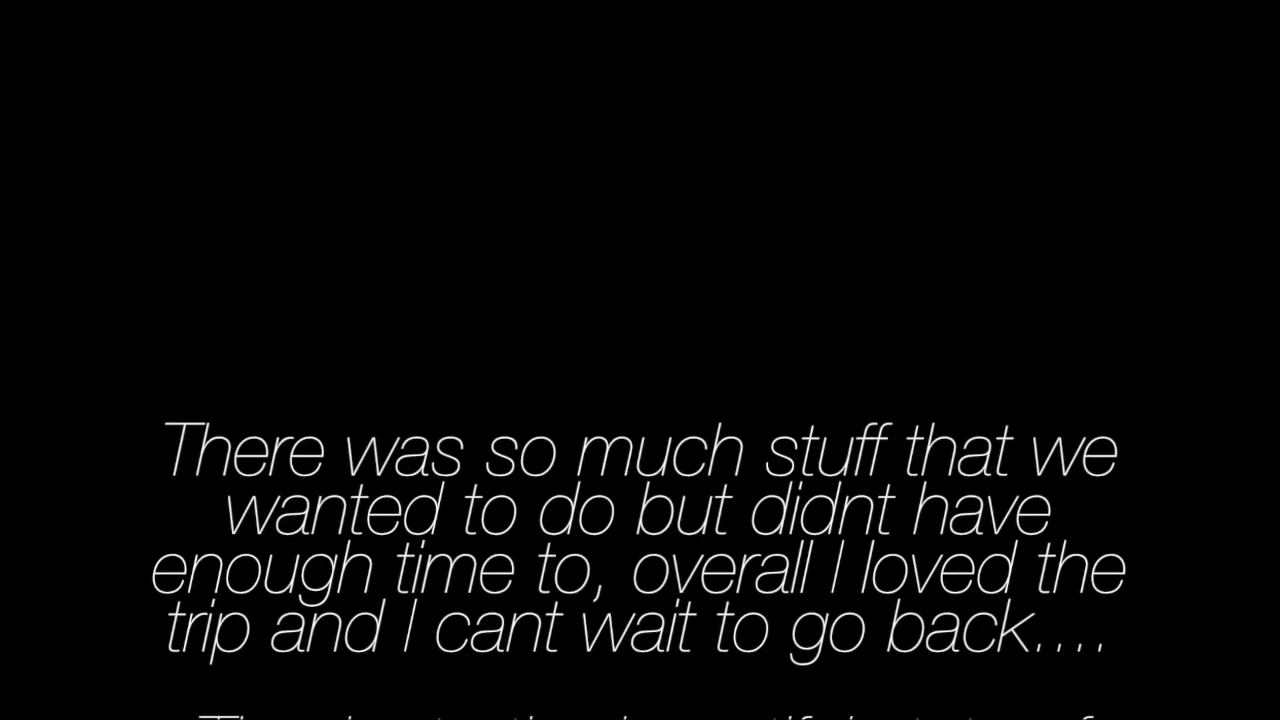 There was so much stuff that we
wanted to do but didnt have
enough time to, overall I loved the
trip and I cant wait to go back....